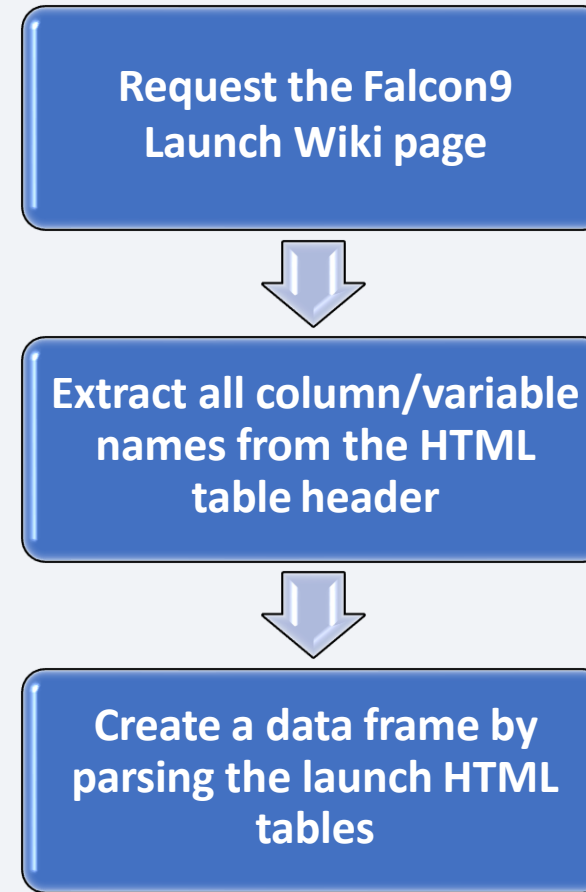 Request the Falcon9
Launch Wiki page
Extract all column/variable
names from the HTML
table header
Create a data frame by
parsing the launch HTML
tables